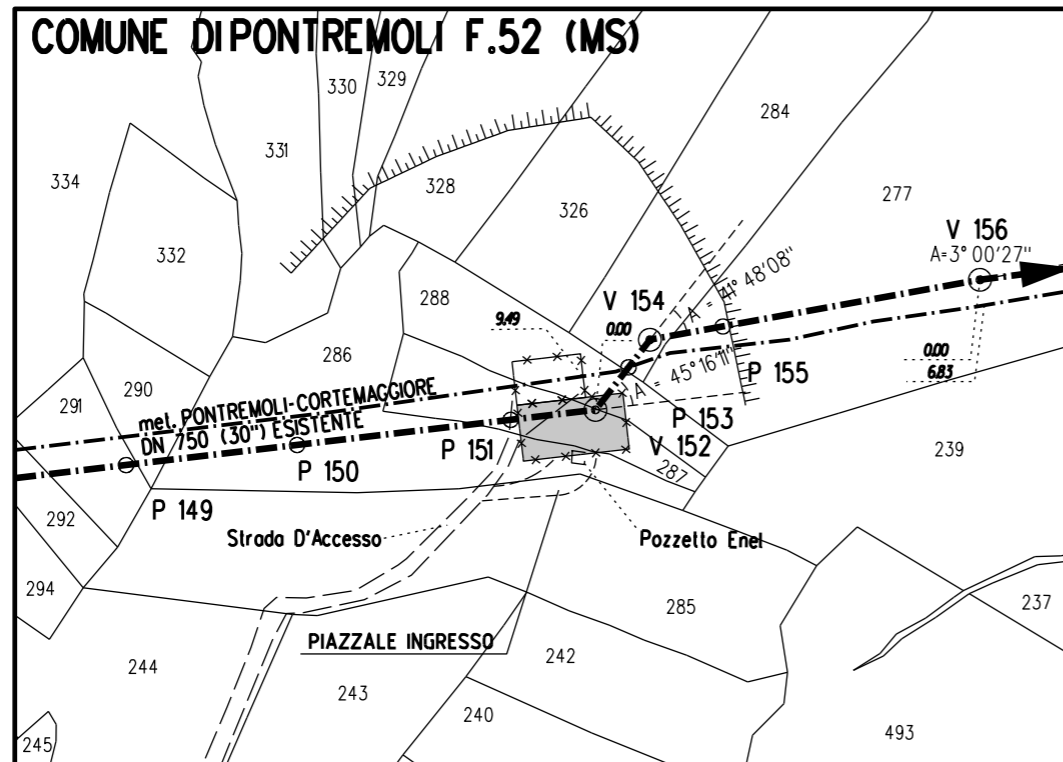 COMUNE DI PONTREMOLI F.52 (MS)
330
329
331
284
334
328
326
277
332
V 156
A=3° 00'27"
288
V 154
A = 41° 48'08"
9.49
0.00
286
A = 45°16'11"
0.00
6.83
290
291
met. PONTREMOLI-CORTEMAGGIORE
DN 750 (30") ESISTENTE
P 155
P 153
P 151
V 152
239
P 150
287
P 149
292
Strada D'Accesso
Pozzetto Enel
294
285
237
PIAZZALE INGRESSO
244
242
243
240
493
245